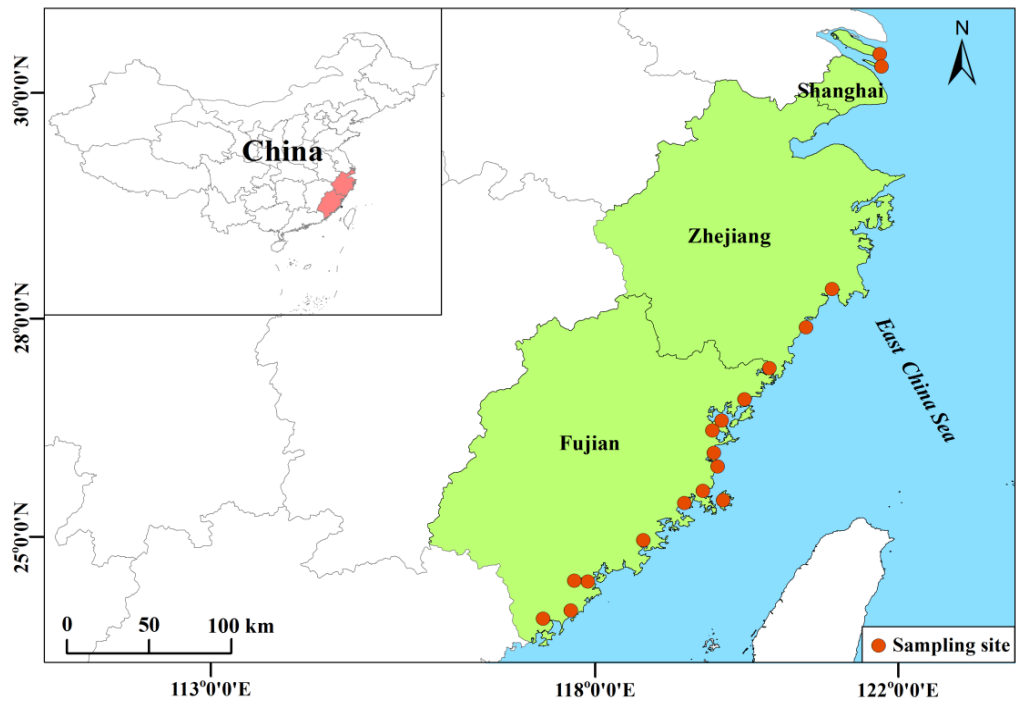 N
30°0'0"N
Shanghai
China
Zhejiang
28°0'0"N
East China Sea
Fujian
25°0'0"N
0 50 100 km
Sampling site
113°0'0'E
118°0'0'E
122°0'0'E